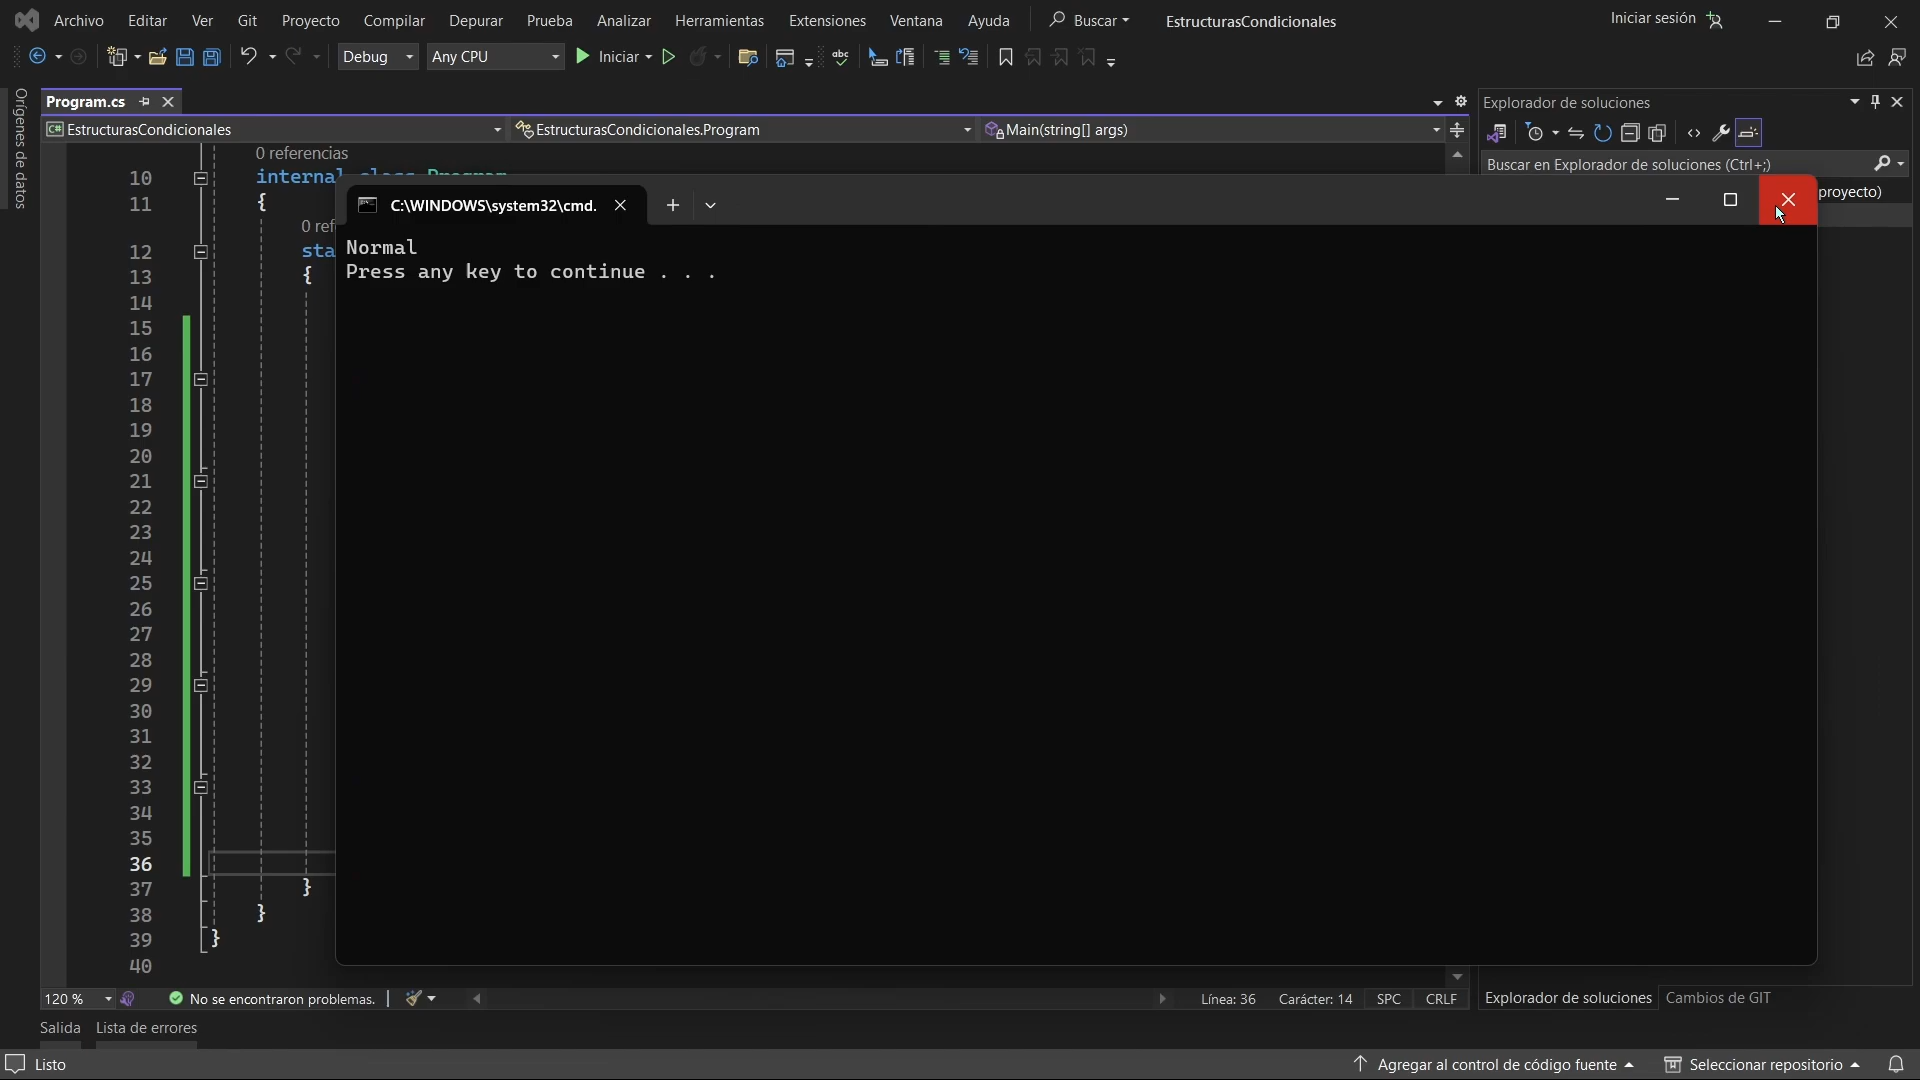 Archivo Editar Ver Git Proyecto Compilar Depurar Prueba Analizar Herramientas Extensiones Ventana Ayuda Buscar EstructurasCondicionales Iniciar sesión
Debug Any CPU Iniciar abc
Orígenes de datos
Program.cs
Explorador de soluciones
C# EstructurasCondicionales EstructurasCondicionales.Program Main(string[] args)
Buscar en Explorador de soluciones (Ctrl+;)
0 referencias
10 internal class Program
proyecto)
C:\WINDOWS\system32\cmd.
11 {
0 ref
Normal
12 sta
Press any key to continue . . .
13 {
14
15
16
17
18
19
20
21
22
23
24
25
26
27
28
29
30
31
32
33
34
35
36
37 }
38 }
39 }
40
120 % No se encontraron problemas. Línea: 36 Carácter: 14 SPC CRLF
Explorador de soluciones Cambios de GIT
Salida Lista de errores
Listo Agregar al control de código fuente Seleccionar repositorio